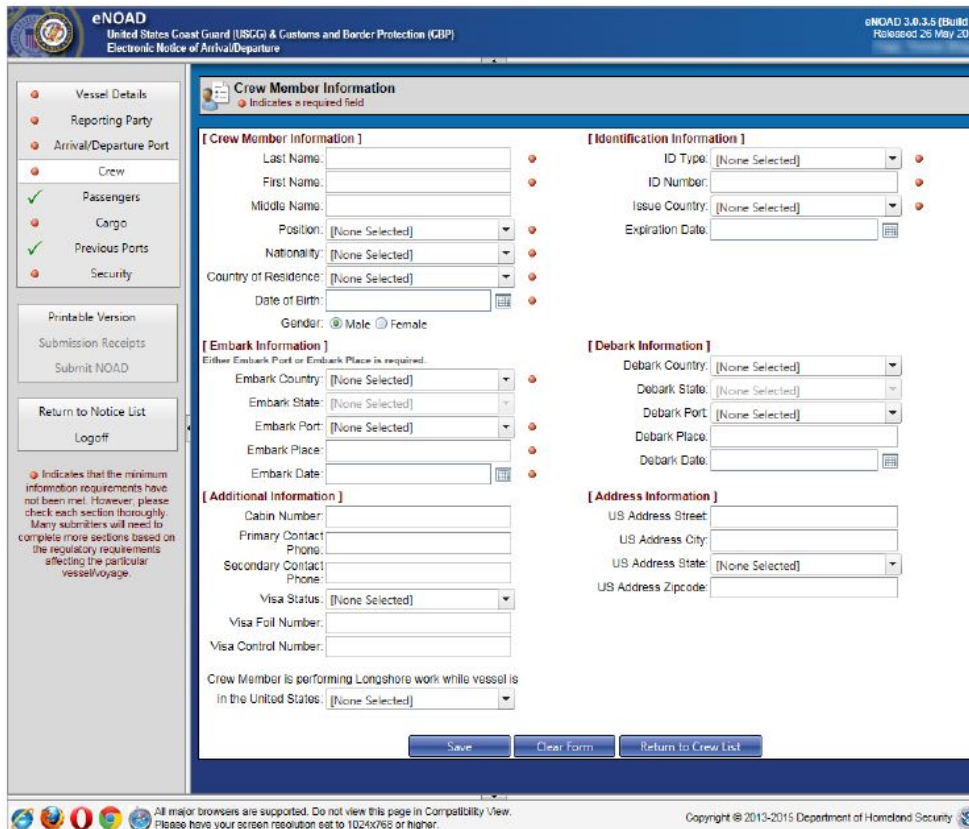 eNOAD
United States Coast Guard (USCG) & Customs and Border Protection (CBP)
Electronic Notice of Arrival/Departure
eNOAD 3.0.3.5 (Build
Released 26 May 20
Vessel Details
Reporting Party
Arrival/Departure Port
Crew
Passengers
Cargo
Previous Ports
Security
Printable Version
Submission Receipts
Submit NOAD
Return to Notice List
Logoff
Indicates that the minimum
information requirements have
not been met. However, please
check each section thoroughly.
Many submitters will need to
complete more sections based on
the regulatory requirements
affecting the particular
vessel/voyage.
Crew Member Information
Indicates a required field
[ Crew Member Information ]
Last Name:
First Name:
Middle Name:
Position: [None Selected]
Nationality: [None Selected]
Country of Residence: [None Selected]
Date of Birth:
Gender: Male Female
[ Identification Information ]
ID Type: [None Selected]
ID Number:
Issue Country: [None Selected]
Expiration Date:
[ Embark Information ]
Either Embark Port or Embark Place is required.
Embark Country: [None Selected]
Embark State: [None Selected]
Embark Port: [None Selected]
Embark Place:
Embark Date:
[ Debark Information ]
Debark Country: [None Selected]
Debark State: [None Selected]
Debark Port: [None Selected]
Debark Place:
Debark Date:
[ Additional Information ]
Cabin Number:
Primary Contact
Phone:
Secondary Contact
Phone:
Visa Status: [None Selected]
Visa Foil Number:
Visa Control Number:
Crew Member is performing Longshore work while vessel is
in the United States: [None Selected]
[ Address Information ]
US Address Street:
US Address City:
US Address State: [None Selected]
US Address Zipcode:
Save
Clear Form
Return to Crew List
All major browsers are supported. Do not view this page in Compatibility View.
Please have your screen resolution set to 1024x768 or higher.
Copyright © 2013-2015 Department of Homeland Security